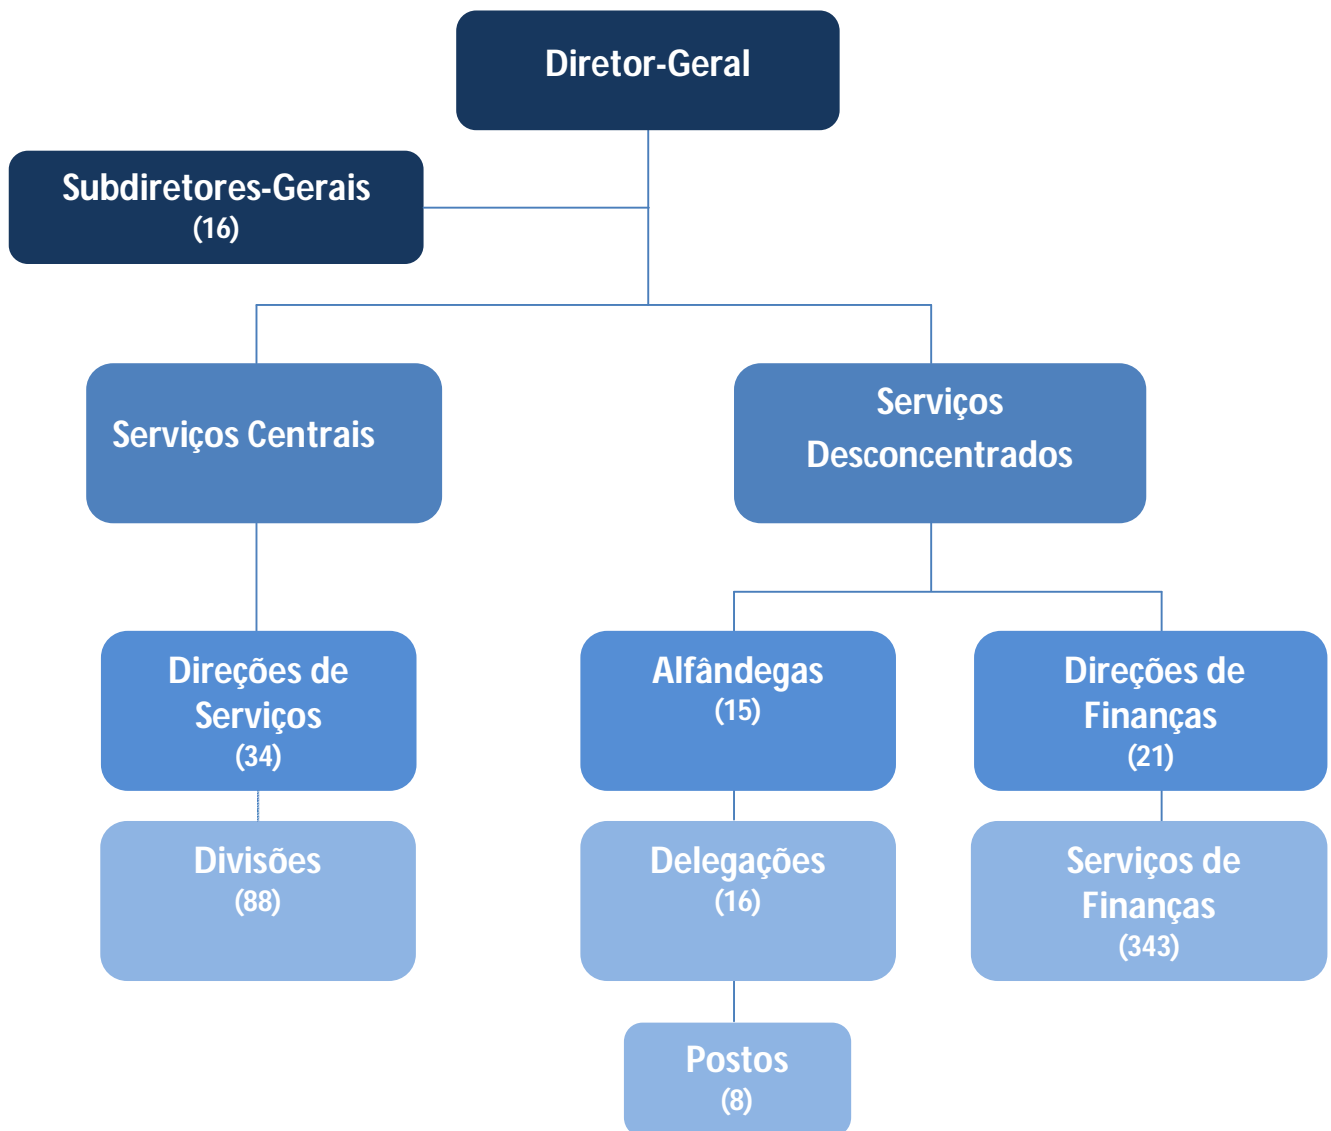 Diretor-Geral
Subdiretores-Gerais
(16)
Serviços Centrais
Serviços
Desconcentrados
Direções de
Serviços
(34)
Alfândegas
(15)
Direções de
Finanças
(21)
Divisões
(88)
Delegações
(16)
Serviços de
Finanças
(343)
Postos
(8)